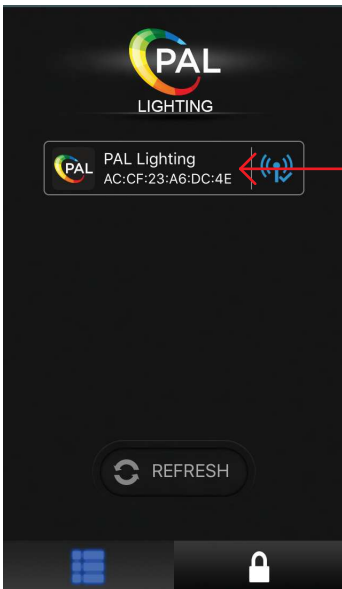 PAL
LIGHTING
PAL
PAL Lighting
AC:CF:23:A6:DC:4E
REFRESH